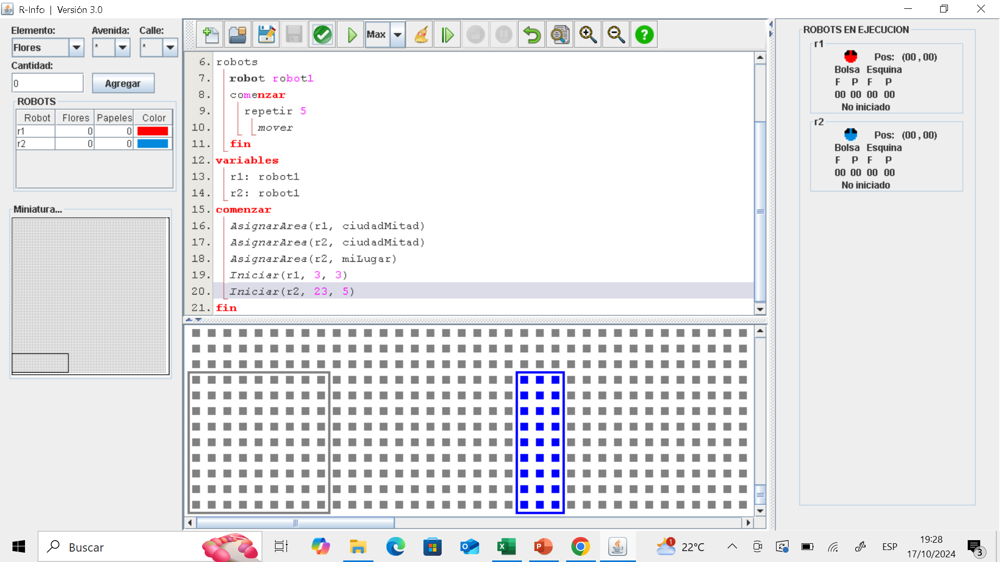 R-Info | Versión 3.0
Elemento: Avenida: Calle:
Flores * *
Cantidad:
0 Agregar
ROBOTS
Robot Flores Papeles Color
r1 0 0
r2 0 0
Miniatura...
Max
6. robots
7. robot robot1
8. comenzar
9. repetir 5
10. mover
11. fin
12. variables
13. r1: robot1
14. r2: robot1
15. comenzar
16. AsignarArea(r1, ciudadMitad)
17. AsignarArea(r2, ciudadMitad)
18. AsignarArea(r2, miLugar)
19. Iniciar(r1, 3, 3)
20. Iniciar(r2, 23, 5)
21. fin
ROBOTS EN EJECUCION
r1
Pos: (00 , 00)
Bolsa Esquina
F P F P
00 00 00 00
No iniciado
r2
Pos: (00 , 00)
Bolsa Esquina
F P F P
00 00 00 00
No iniciado
Buscar
1
22°C
ESP
19:28
17/10/2024
3